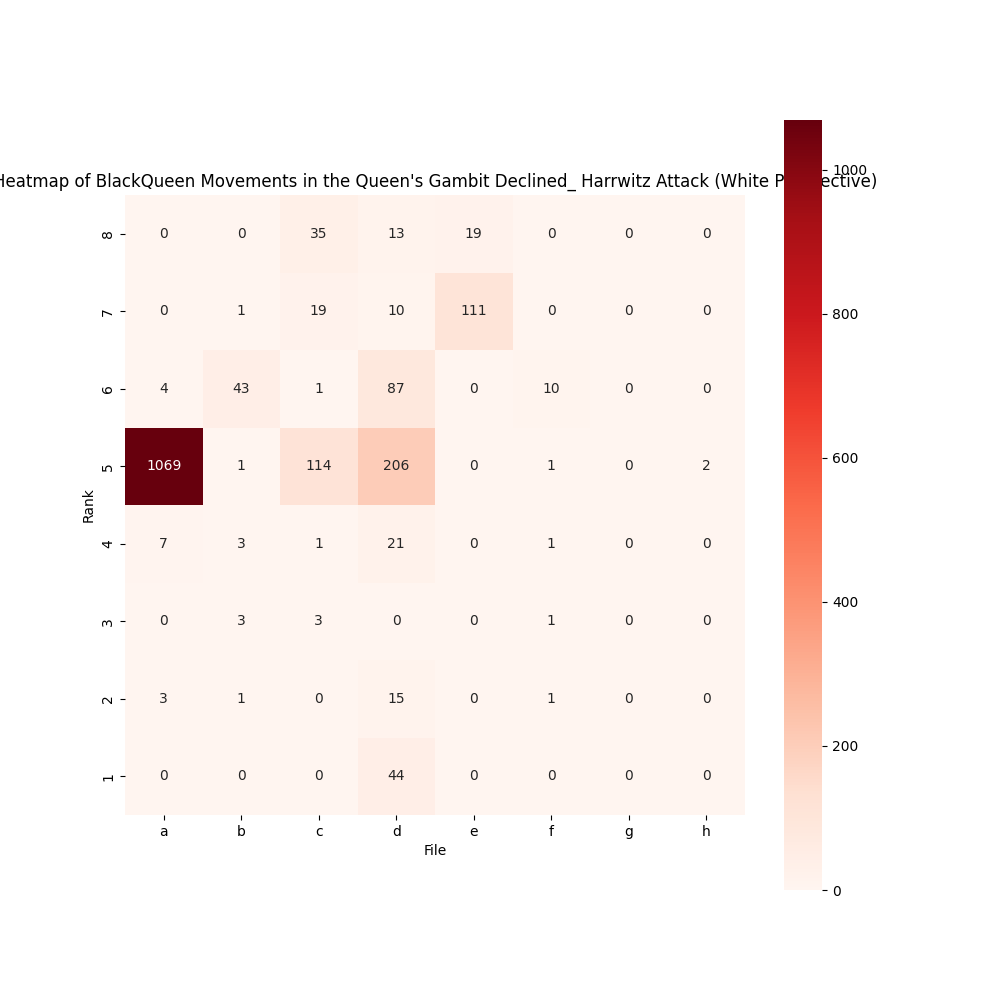 Heatmap of BlackQueen Movements in the Queen's Gambit Declined_ Harrwitz Attack (White P ective)
1000
8 0 0 35 13 19 0 0 0
7 0 1 19 10 111 0 0 0
800
6 4 43 1 87 0 10 0 0
5 1069 1 114 206 0 1 0 2
600
Rank
4 7 3 1 21 0 1 0 0
400
3 0 3 3 0 0 1 0 0
2 3 1 0 15 0 1 0 0
200
1 0 0 0 44 0 0 0 0
a b c d e f g h
File
0